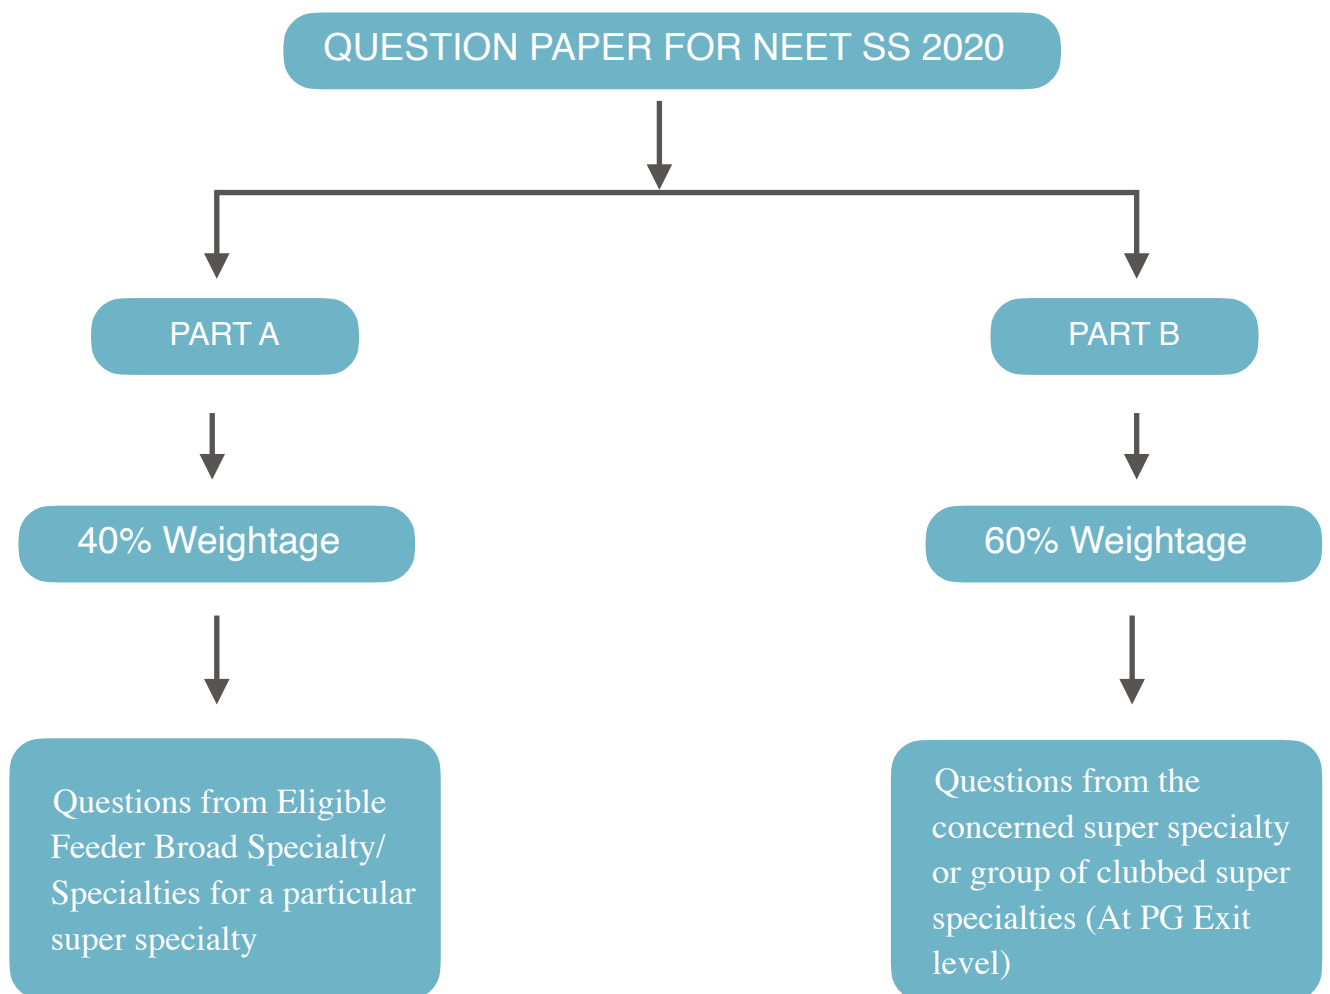 QUESTION PAPER FOR NEET SS 2020
PART A
PART B
40% Weightage
60% Weightage
Questions from Eligible
Feeder Broad Specialty/
Specialties for a particular
super specialty
Questions from the
concerned super specialty
or group of clubbed super
specialties (At PG Exit
level)